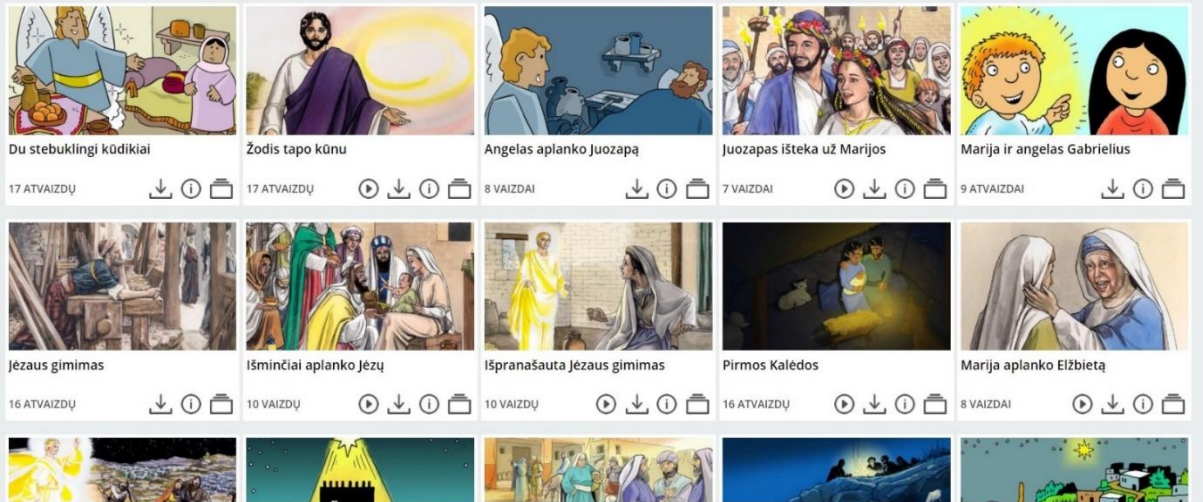 Du stebuklingi kūdikiai
Žodis tapo kūnu
Angelas aplanko Juozapą
Juozapas išteka už Marijos
Marija ir angelas Gabrielius
17 ATVAIZDŲ
17 ATVAIZDŲ
8 VAIZDAI
7 VAIZDAI
9 ATVAIZDAI
Jėzaus gimimas
Išminčiai aplanko Jėzų
Išpranašauta Jėzaus gimimas
Pirmos Kalėdos
Marija aplanko Elžbietą
16 ATVAIZDŲ
10 VAIZDŲ
10 VAIZDŲ
16 ATVAIZDŲ
8 VAIZDAI